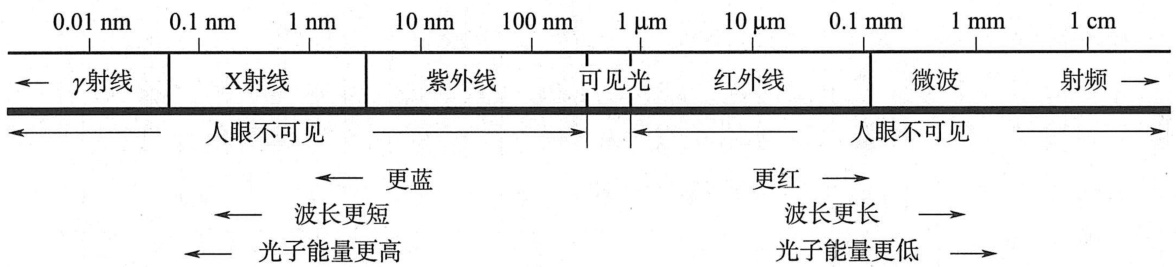 0.01 nm 0.1 nm 1 nm 10 nm 100 nm 1 μm 10 μm 0.1 mm 1 mm 1 cm
← γ射线 X射线 紫外线 可见光 红外线 微波 射频 →
人眼不可见 人眼不可见
← 更蓝 更红 →
← 波长更短 波长更长 →
← 光子能量更高 光子能量更低 →